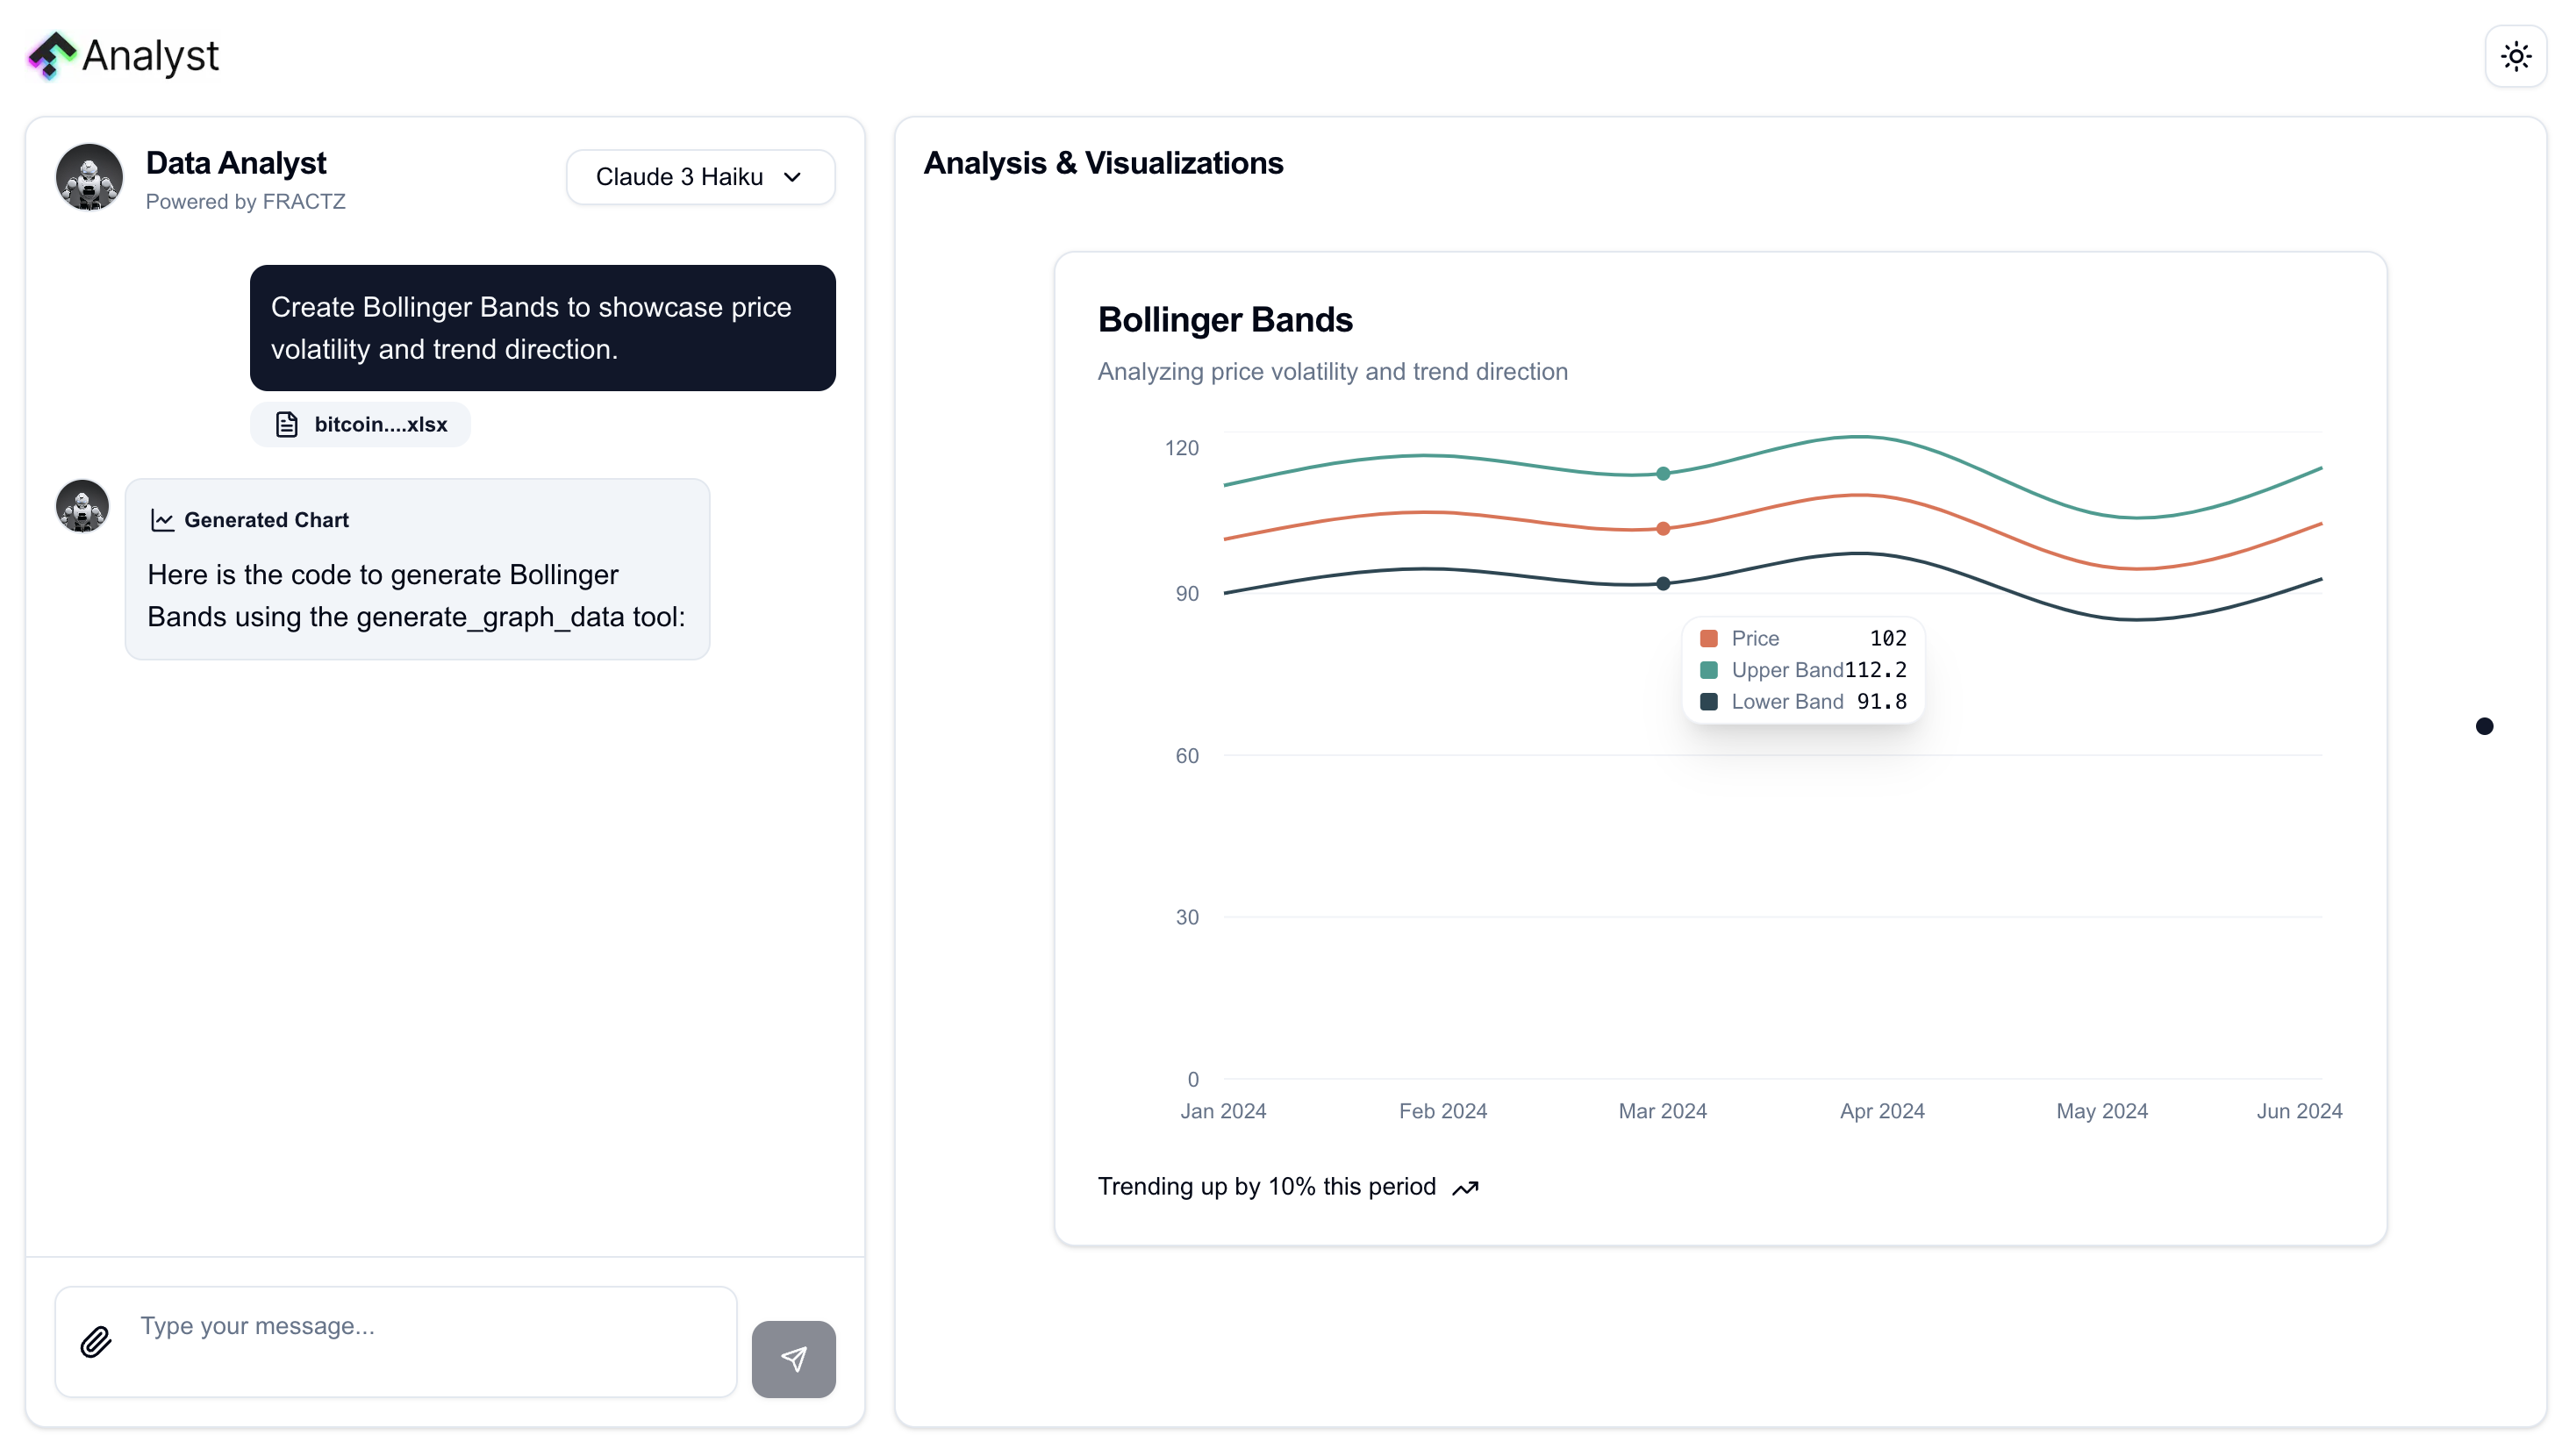 Analyst
Data Analyst
Powered by FRACTZ
Claude 3 Haiku
Create Bollinger Bands to showcase price
volatility and trend direction.
bitcoin....xlsx
Generated Chart
Here is the code to generate Bollinger
Bands using the generate_graph_data tool:
Type your message...
Analysis & Visualizations
Bollinger Bands
Analyzing price volatility and trend direction
120
90
60
30
0
Price 102
Upper Band 112.2
Lower Band 91.8
Jan 2024 Feb 2024 Mar 2024 Apr 2024 May 2024 Jun 2024
Trending up by 10% this period